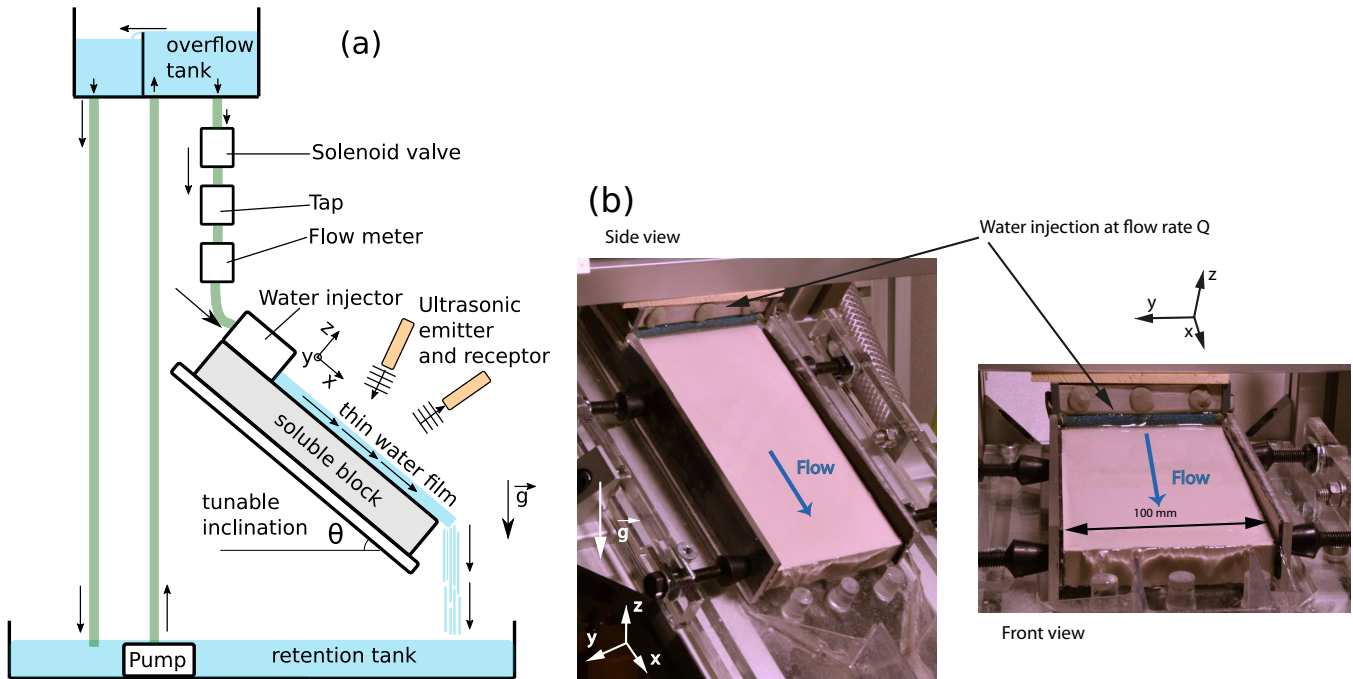 (a)
overflow
tank
Solenoid valve
Tap
Flow meter
Water injector
Ultrasonic
emitter
and receptor
z
y
x
thin water film
soluble block
tunable
inclination
θ
g
Pump
retention tank
(b)
Side view
Water injection at flow rate Q
Flow
g
z
y
x
z
y
x
Flow
100 mm
Front view